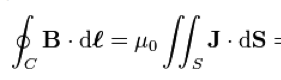 ∮_C 𝐁 · d𝓵 = μ₀ ∬_S 𝐉 · d𝐒 =